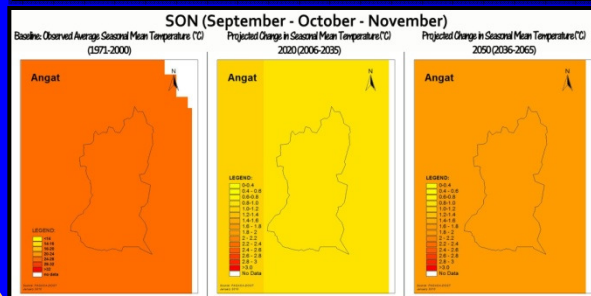 SON (September - October - November)
Baseline: Observed Average Seasonal Mean Temperature (°C)
(1971-2000)
Projected Change in Seasonal Mean Temperature (°C)
2020 (2006-2035)
Projected Change in Seasonal Mean Temperature (°C)
2050 (2036-2065)
Angat
N
LEGEND:
no data
Angat
N
LEGEND:
0-0.4
0.4 - 0.6
0.6-0.8
0.8-1.0
1.0-1.2
1.2-1.4
1.4-1.6
1.6 - 1.8
1.8 - 2
2 - 2.2
2.2 - 2.4
2.4 - 2.6
2.6 - 2.8
2.8 - 3
>3.0
No Data
Angat
N
LEGEND:
0-0.4
0.4 - 0.6
0.6-0.8
0.8-1.0
1.0-1.2
1.2-1.4
1.4-1.6
1.6 - 1.8
1.8 - 2
2 - 2.2
2.2 - 2.4
2.4 - 2.6
2.6 - 2.8
2.8 - 3
>3.0
No Data